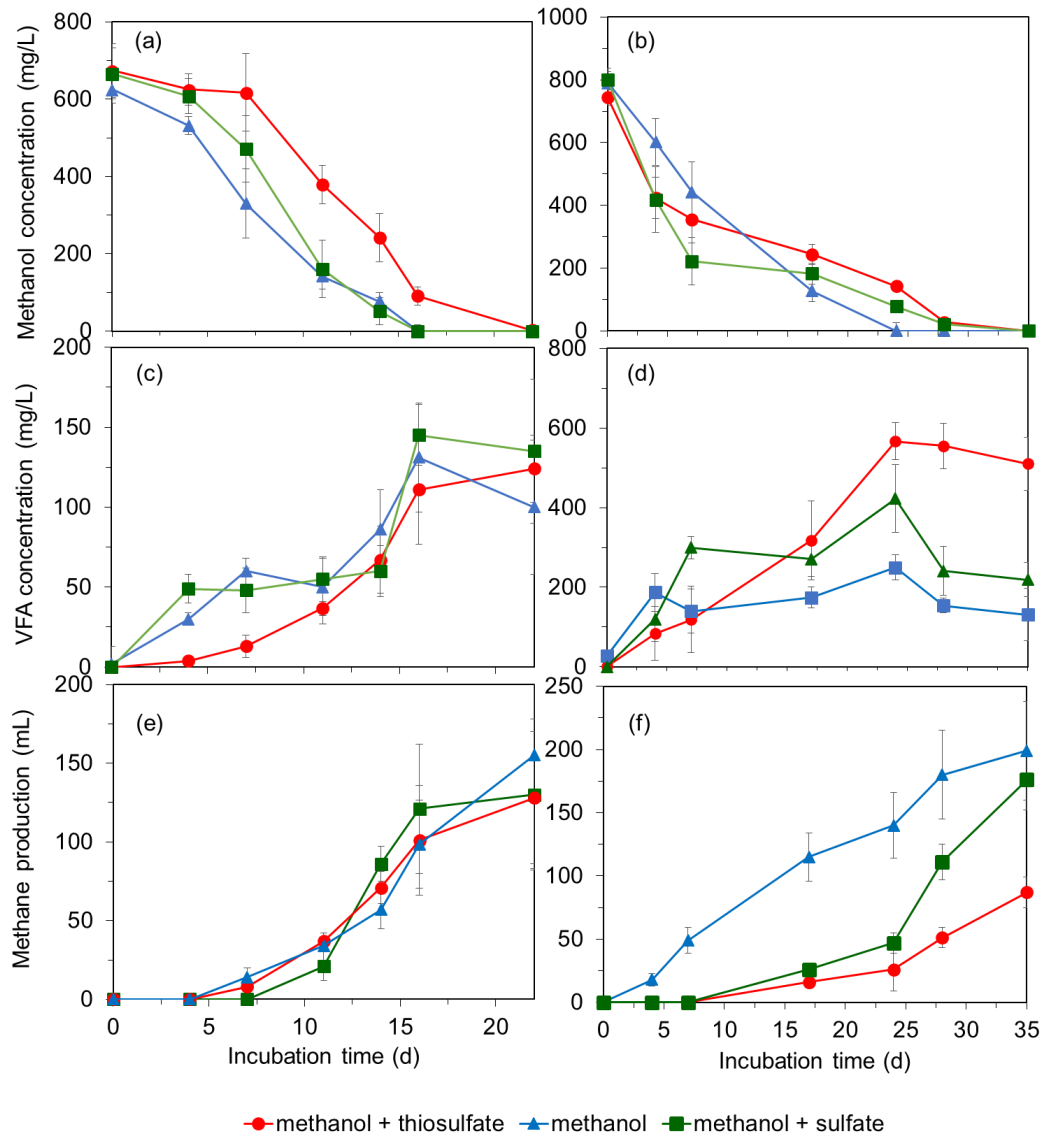 Methanol concentration (mg/L)
800
600
400
200
0
(a)
1000
800
600
400
200
0
(b)
VFA concentration (mg/L)
200
150
100
50
0
(c)
800
600
400
200
0
(d)
Methane production (mL)
200
150
100
50
0
(e)
0 5 10 15 20
Incubation time (d)
250
200
150
100
50
0
(f)
0 5 10 15 20 25 30 35
Incubation time (d)
methanol + thiosulfate methanol methanol + sulfate